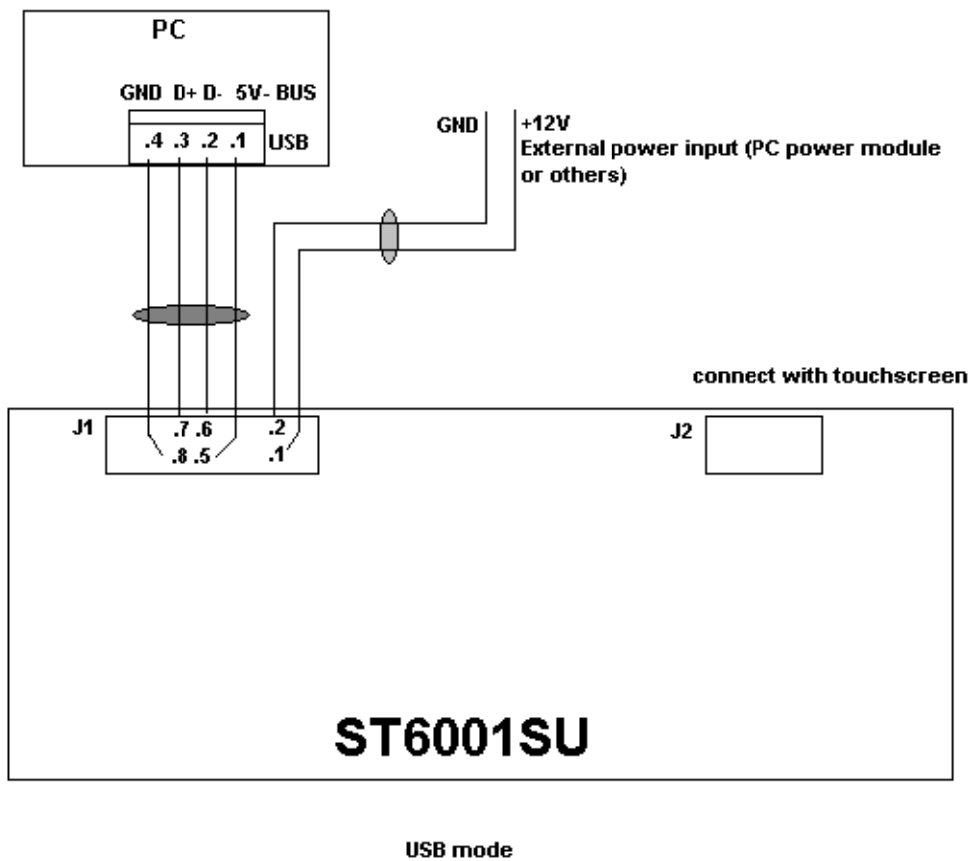 PC
GND D+ D- 5V- BUS
.4 .3 .2 .1 USB
GND
+12V
External power input (PC power module
or others)
connect with touchscreen
J1
.7 .6 .2
.8 .5 .1
J2
ST6001SU
USB mode